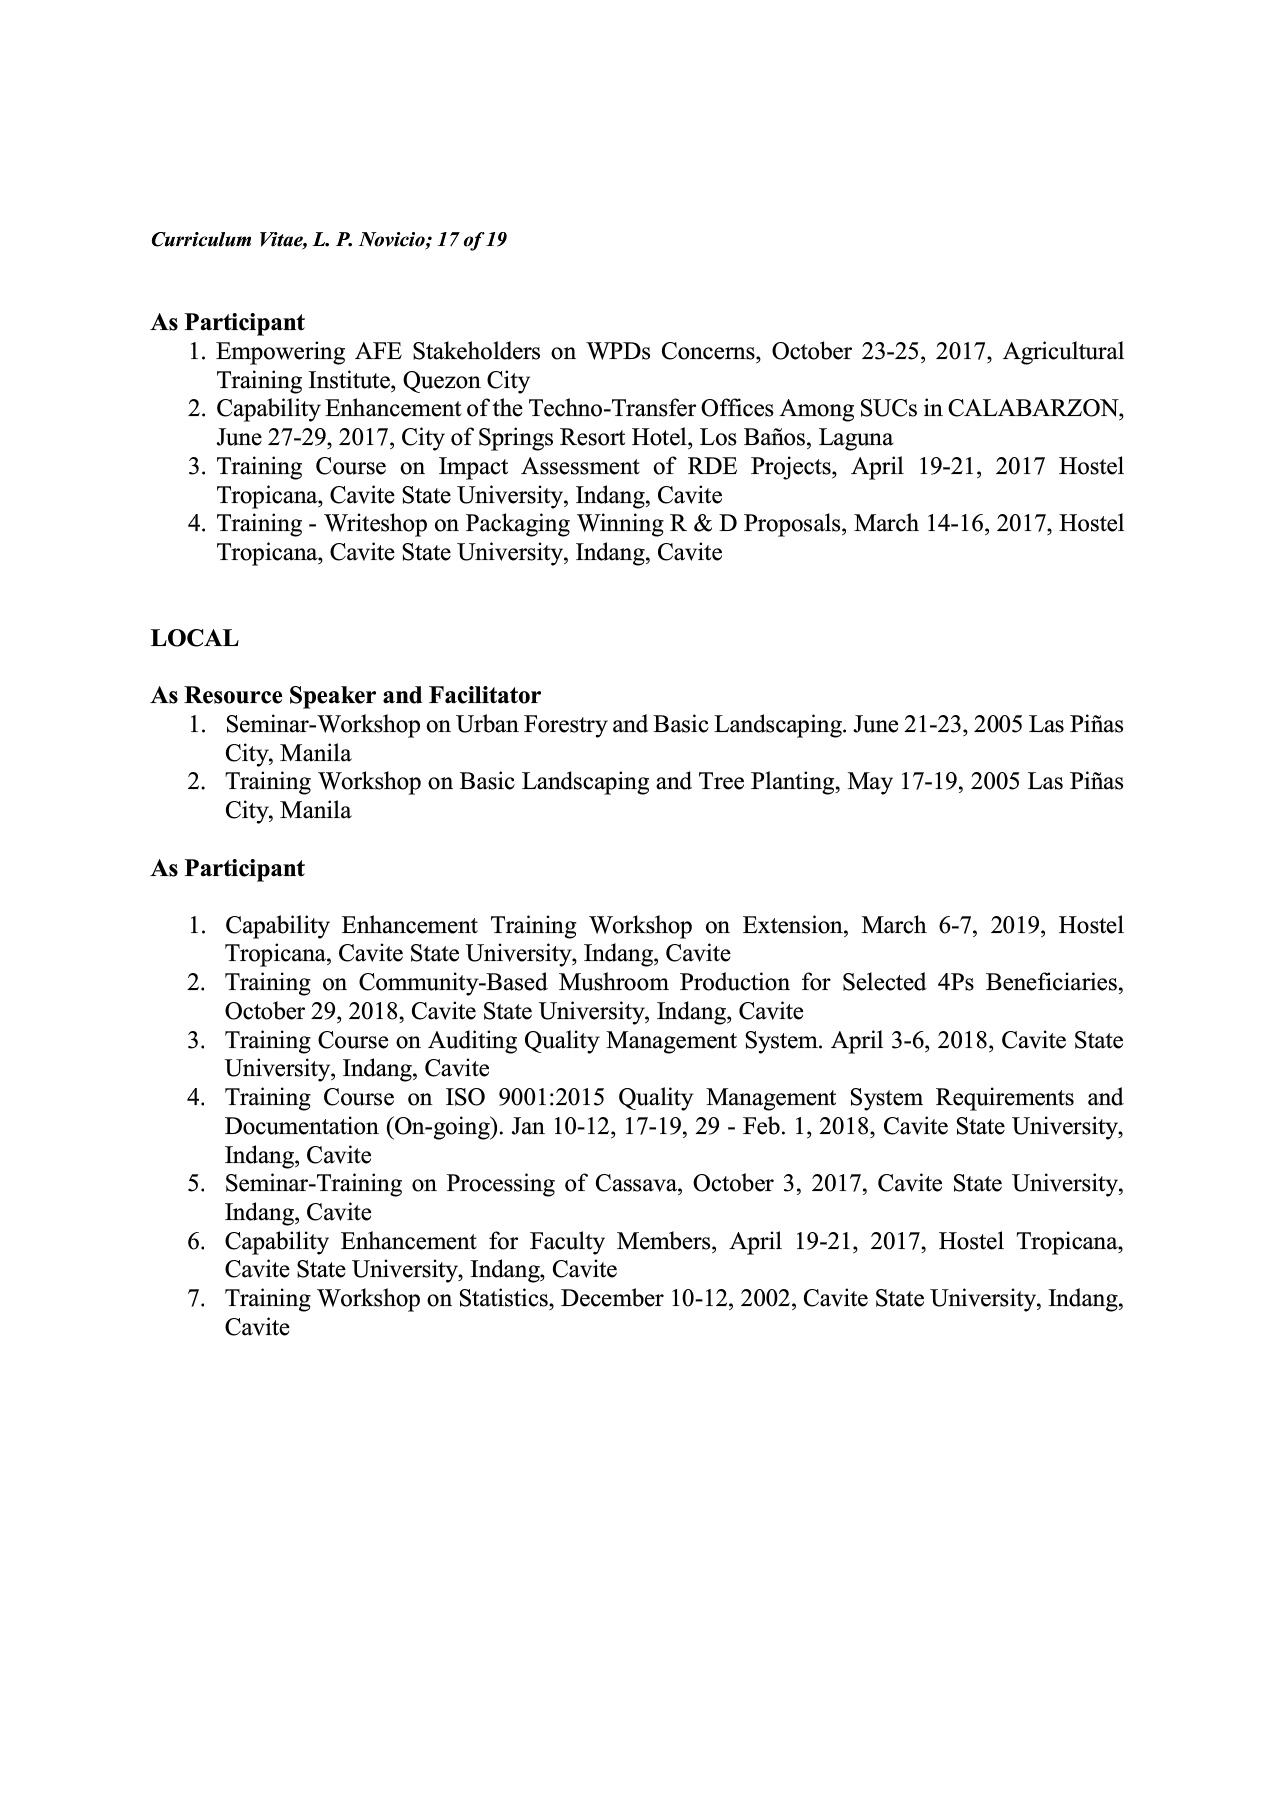 Curriculum Vitae, L. P. Novicio; 17 of 19
As Participant
1. Empowering AFE Stakeholders on WPDs Concerns, October 23-25, 2017, Agricultural
Training Institute, Quezon City
2. Capability Enhancement of the Techno-Transfer Offices Among SUCs in CALABARZON,
June 27-29, 2017, City of Springs Resort Hotel, Los Baños, Laguna
3. Training Course on Impact Assessment of RDE Projects, April 19-21, 2017 Hostel
Tropicana, Cavite State University, Indang, Cavite
4. Training - Writeshop on Packaging Winning R & D Proposals, March 14-16, 2017, Hostel
Tropicana, Cavite State University, Indang, Cavite
LOCAL
As Resource Speaker and Facilitator
1. Seminar-Workshop on Urban Forestry and Basic Landscaping. June 21-23, 2005 Las Piñas
City, Manila
2. Training Workshop on Basic Landscaping and Tree Planting, May 17-19, 2005 Las Piñas
City, Manila
As Participant
1. Capability Enhancement Training Workshop on Extension, March 6-7, 2019, Hostel
Tropicana, Cavite State University, Indang, Cavite
2. Training on Community-Based Mushroom Production for Selected 4Ps Beneficiaries,
October 29, 2018, Cavite State University, Indang, Cavite
3. Training Course on Auditing Quality Management System. April 3-6, 2018, Cavite State
University, Indang, Cavite
4. Training Course on ISO 9001:2015 Quality Management System Requirements and
Documentation (On-going). Jan 10-12, 17-19, 29 - Feb. 1, 2018, Cavite State University,
Indang, Cavite
5. Seminar-Training on Processing of Cassava, October 3, 2017, Cavite State University,
Indang, Cavite
6. Capability Enhancement for Faculty Members, April 19-21, 2017, Hostel Tropicana,
Cavite State University, Indang, Cavite
7. Training Workshop on Statistics, December 10-12, 2002, Cavite State University, Indang,
Cavite